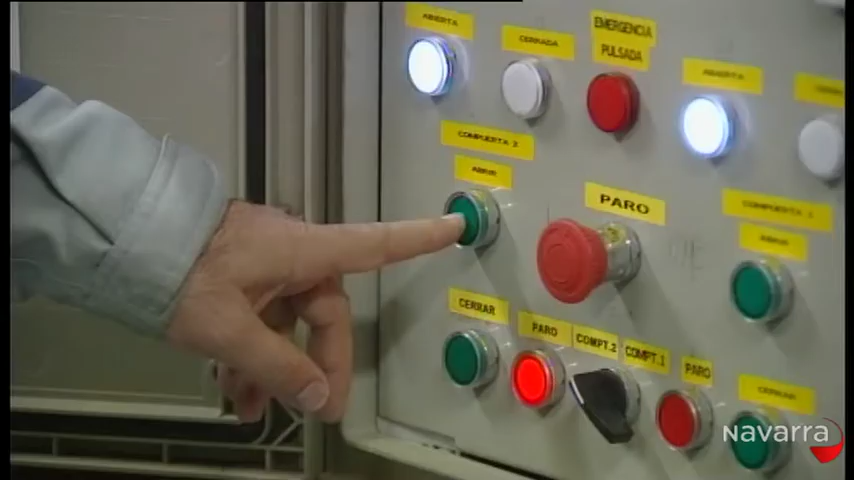 ABIERTA
CERRADA
EMERGENCIA
PULSADA
ABIERTA
COMPUERTA 2
ABRIR
PARO
COMPUERTA 1
ABRIR
CERRAR
PARO
COMPT.2
COMPT.1
PARO
CERRAR
Navarra